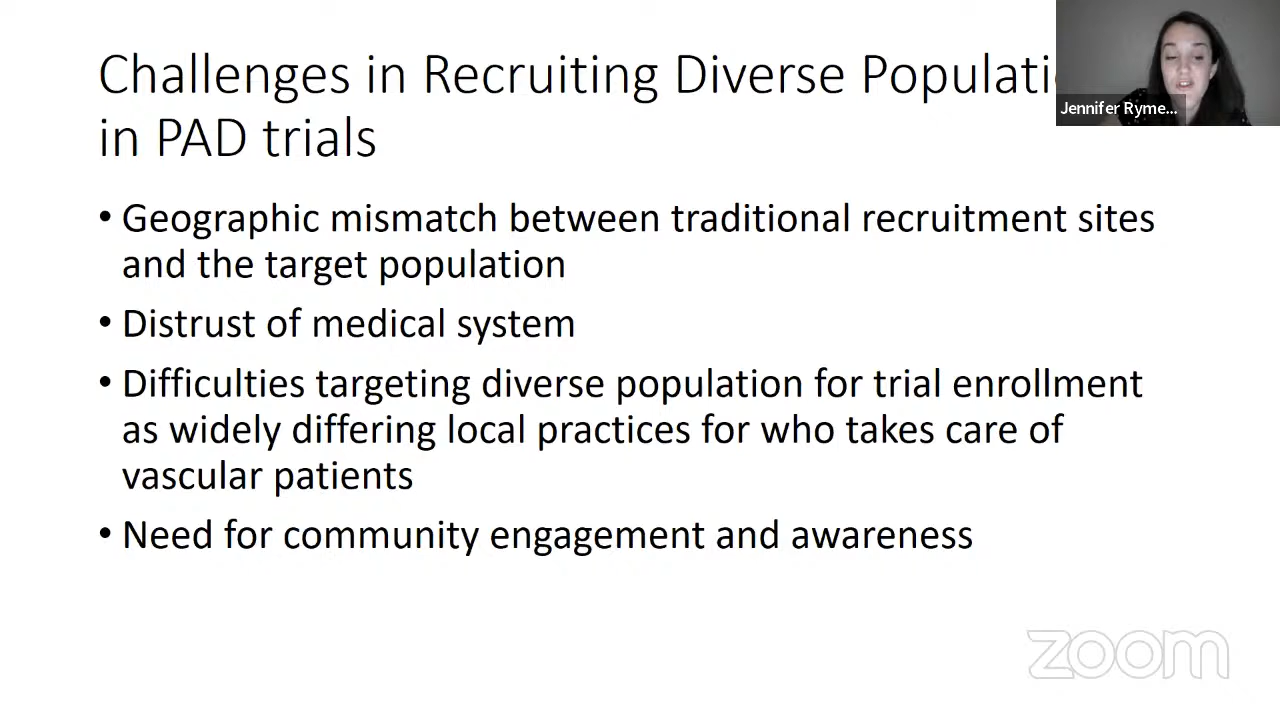 Challenges in Recruiting Diverse Populati
in PAD trials
Jennifer Ryme...
• Geographic mismatch between traditional recruitment sites
and the target population
• Distrust of medical system
• Difficulties targeting diverse population for trial enrollment
as widely differing local practices for who takes care of
vascular patients
• Need for community engagement and awareness
zoom